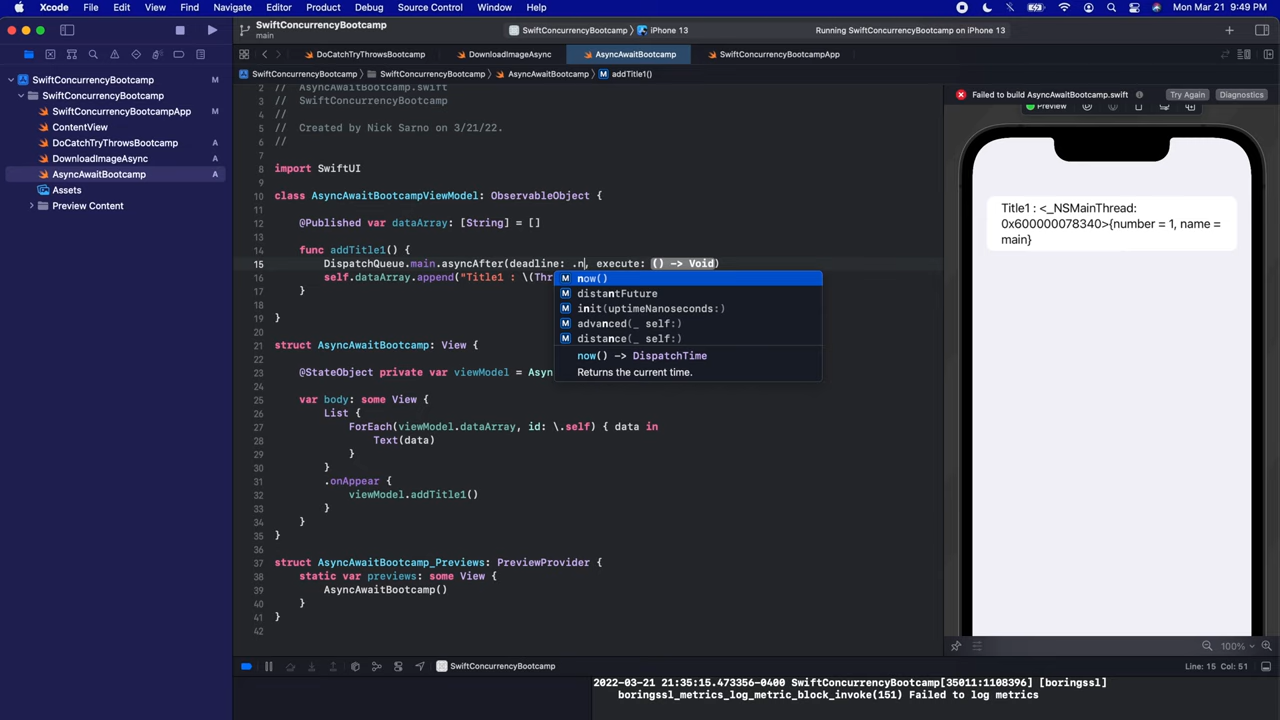 Xcode File Edit View Find Navigate Editor Product Debug Source Control Window Help Mon Mar 21 9:49 PM
SwiftConcurrencyBootcamp
main
SwiftConcurrencyBootcamp iPhone 13
Running SwiftConcurrencyBootcamp on iPhone 13
DoCatchTryThrowsBootcamp DownloadImageAsync AsyncAwaitBootcamp SwiftConcurrencyBootcampApp
SwiftConcurrencyBootcamp SwiftConcurrencyBootcamp AsyncAwaitBootcamp addTitle1()
SwiftConcurrencyBootcamp M
SwiftConcurrencyBootcamp
SwiftConcurrencyBootcampApp M
ContentView
DoCatchTryThrowsBootcamp A
DownloadImageAsync A
AsyncAwaitBootcamp A
Assets
Preview Content
2 // AsyncAwaitBootcamp.swift
3 // SwiftConcurrencyBootcamp
4 //
5 // Created by Nick Sarno on 3/21/22.
6 //
7
8 import SwiftUI
9
10 class AsyncAwaitBootcampViewModel: ObservableObject {
11
12 @Published var dataArray: [String] = []
13
14 func addTitle1() {
15 DispatchQueue.main.asyncAfter(deadline: .n, execute: () -> Void)
16 self.dataArray.append("Title1 : \(Thr
17 }
18
19 }
20
21 struct AsyncAwaitBootcamp: View {
22
23 @StateObject private var viewModel = Asyn
24
25 var body: some View {
26 List {
27 ForEach(viewModel.dataArray, id: \.self) { data in
28 Text(data)
29 }
30 }
31 .onAppear {
32 viewModel.addTitle1()
33 }
34 }
35 }
36
37 struct AsyncAwaitBootcamp_Previews: PreviewProvider {
38 static var previews: some View {
39 AsyncAwaitBootcamp()
40 }
41 }
42
M now()
M distantFuture
M init(uptimeNanoseconds:)
M advanced(_ self:)
M distance(_ self:)
now() -> DispatchTime
Returns the current time.
Failed to build AsyncAwaitBootcamp.swift Try Again Diagnostics
Preview
Title1 : <_NSMainThread:
0x600000078340>{number = 1, name =
main}
100%
SwiftConcurrencyBootcamp
Line: 15 Col: 51
2022-03-21 21:35:15.473356-0400 SwiftConcurrencyBootcamp[35011:1108396] [boringssl]
boringssl_metrics_log_metric_block_invoke(151) Failed to log metrics